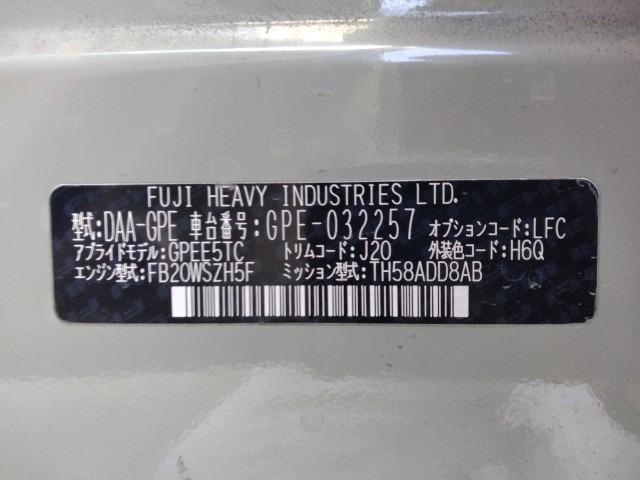 FUJI HEAVY INDUSTRIES LTD.
型式:DAA-GPE 車台番号:GPE-032257 オプションコード:LFC
アプライドモデル:GPEE5TC トリムコード:J20 外装色コード:H6Q
エンジン型式:FB20WSZH5F ミッション型式:TH58ADD8AB